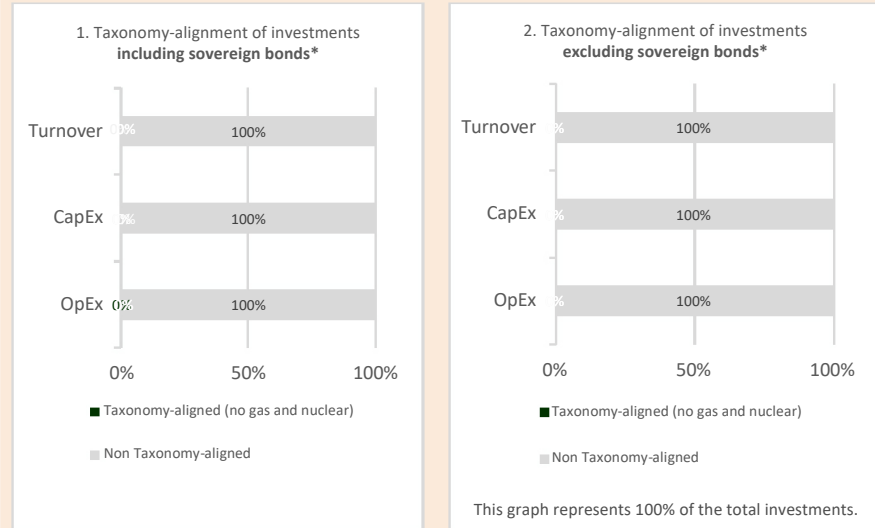 1. Taxonomy-alignment of investments
including sovereign bonds*
Turnover 0% 100%
CapEx 0% 100%
OpEx 0% 100%
0% 50% 100%
Taxonomy-aligned (no gas and nuclear)
Non Taxonomy-aligned
2. Taxonomy-alignment of investments
excluding sovereign bonds*
Turnover % 100%
CapEx % 100%
OpEx % 100%
0% 50% 100%
Taxonomy-aligned (no gas and nuclear)
Non Taxonomy-aligned
This graph represents 100% of the total investments.